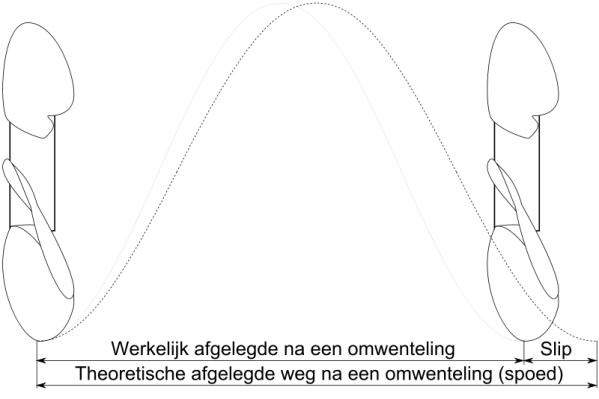 Werkelijk afgelegde na een omwenteling
Slip
Theoretische afgelegde weg na een omwenteling (spoed)